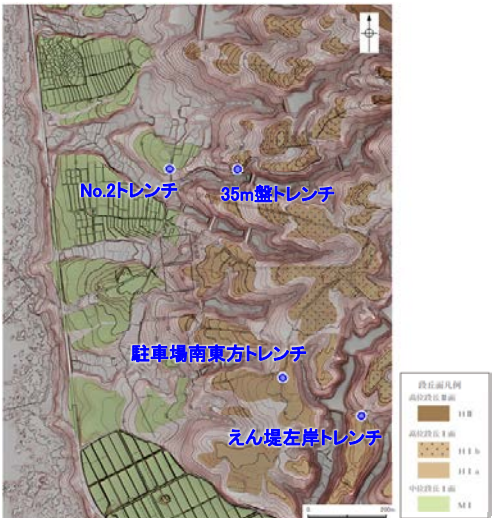 No.2トレンチ
35m盤トレンチ
駐車場南東方トレンチ
えん堤左岸トレンチ
段丘面凡例
高位段丘Ⅱ面
HⅡ
高位段丘Ⅰ面
HⅠb
HⅠa
中位段丘Ⅰ面
MⅠ
0
200m